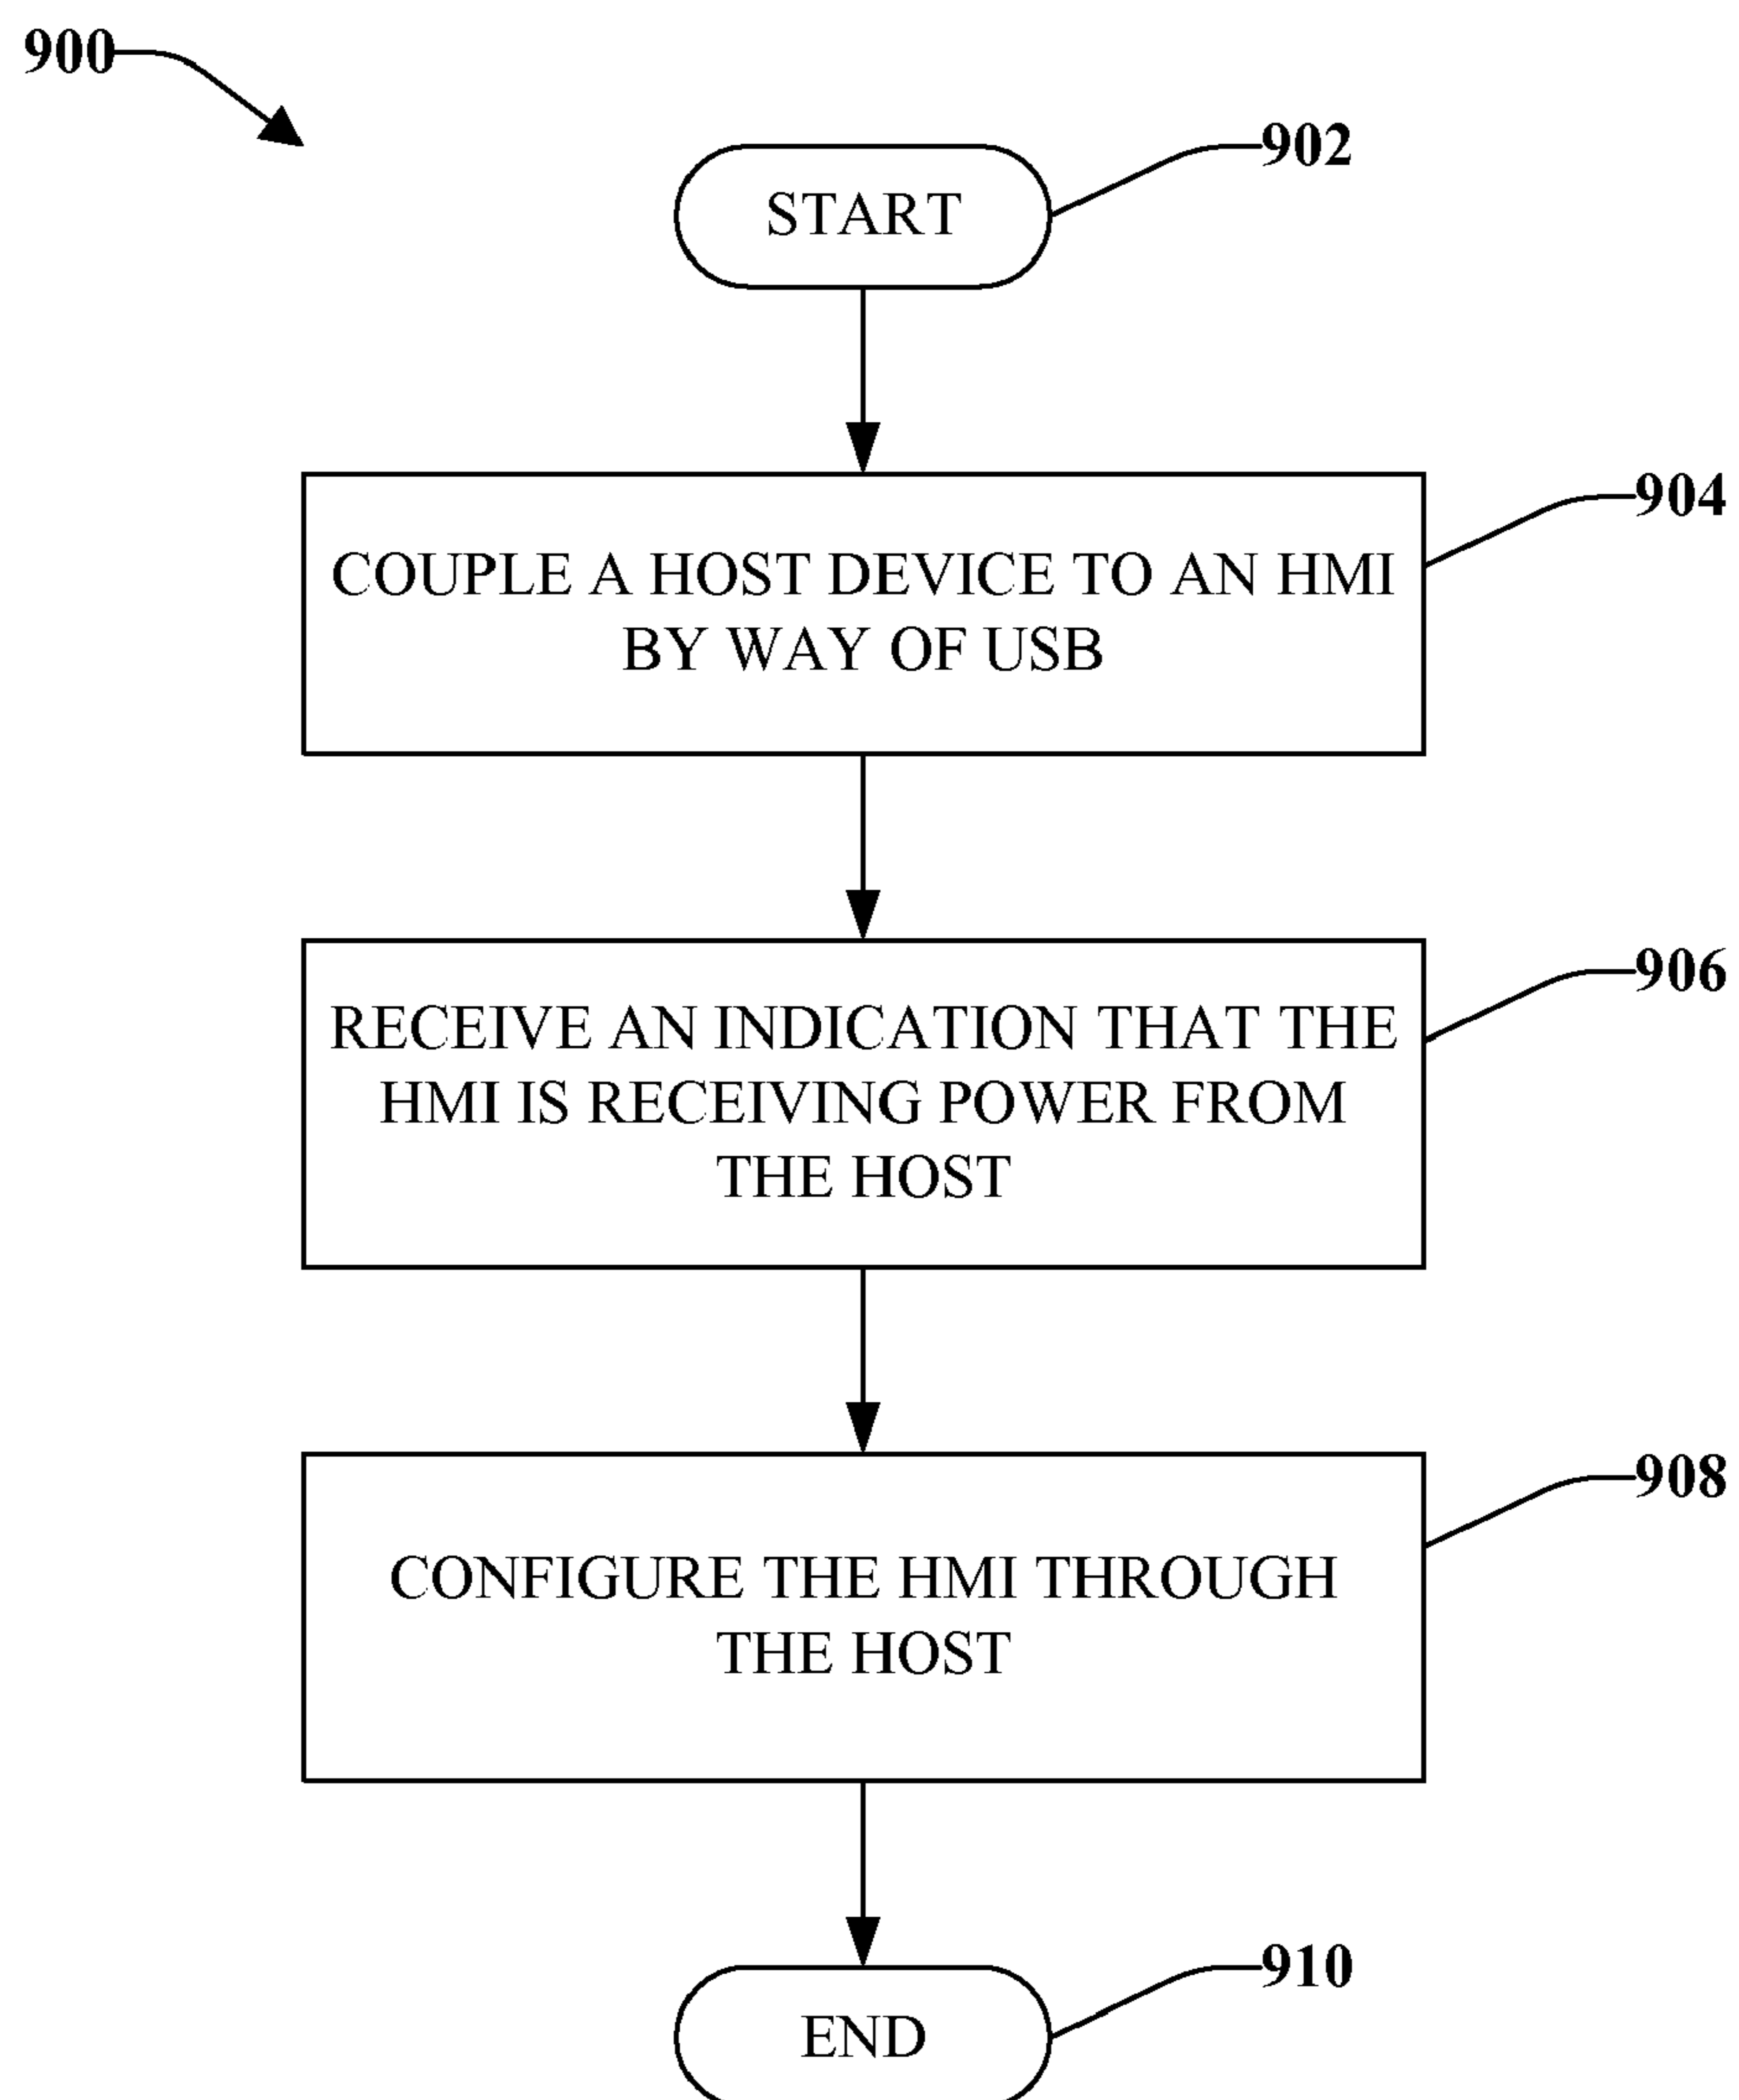 900
902
START
904
COUPLE A HOST DEVICE TO AN HMI
BY WAY OF USB
906
RECEIVE AN INDICATION THAT THE
HMI IS RECEIVING POWER FROM
THE HOST
908
CONFIGURE THE HMI THROUGH
THE HOST
910
END